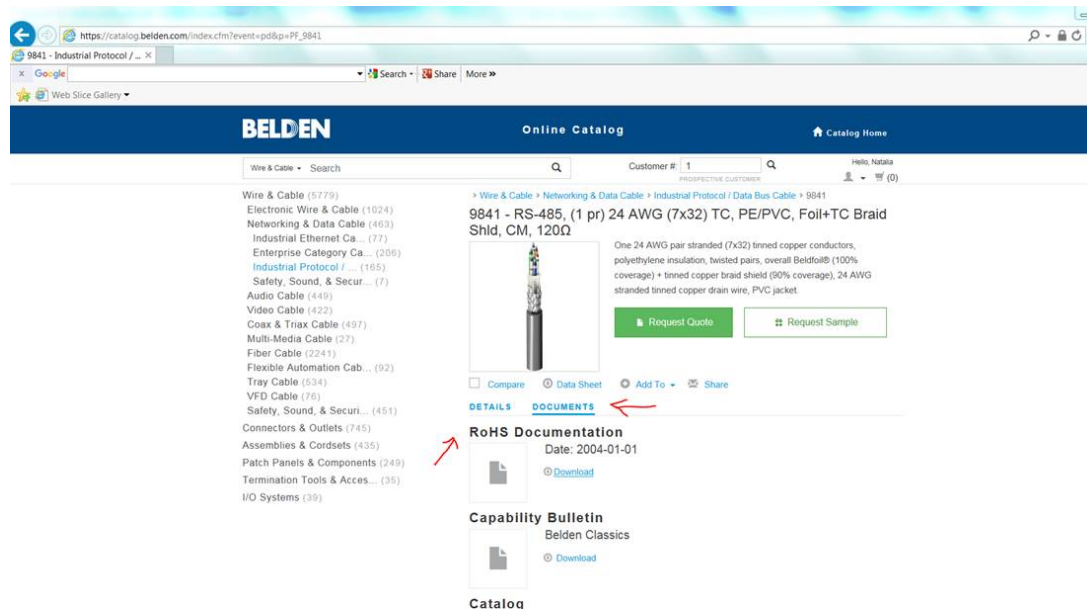 https://catalog.belden.com/index.cfm?event=pd&p=PF_9841
9841 - Industrial Protocol / ... ×
x Google
Search
Share
More »
Web Slice Gallery
BELDEN
Online Catalog
Catalog Home
Wire & Cable
Search
Customer #: 1
PROSPECTIVE CUSTOMER
Hello, Natalia
(0)
Wire & Cable (5779)
Electronic Wire & Cable (1024)
Networking & Data Cable (463)
Industrial Ethernet Ca... (77)
Enterprise Category Ca... (206)
Industrial Protocol / ... (165)
Safety, Sound, & Secur... (7)
Audio Cable (449)
Video Cable (422)
Coax & Triax Cable (497)
Multi-Media Cable (27)
Fiber Cable (2241)
Flexible Automation Cab... (92)
Tray Cable (534)
VFD Cable (76)
Safety, Sound, & Securi... (451)
Connectors & Outlets (745)
Assemblies & Cordsets (435)
Patch Panels & Components (249)
Termination Tools & Acces... (35)
I/O Systems (39)
› Wire & Cable › Networking & Data Cable › Industrial Protocol / Data Bus Cable › 9841
9841 - RS-485, (1 pr) 24 AWG (7x32) TC, PE/PVC, Foil+TC Braid
Shld, CM, 120Ω
One 24 AWG pair stranded (7x32) tinned copper conductors,
polyethylene insulation, twisted pairs, overall Beldfoil® (100%
coverage) + tinned copper braid shield (90% coverage), 24 AWG
stranded tinned copper drain wire, PVC jacket.
Request Quote
Request Sample
Compare
Data Sheet
Add To
Share
DETAILS
DOCUMENTS
RoHS Documentation
Date: 2004-01-01
Download
Capability Bulletin
Belden Classics
Download
Catalog